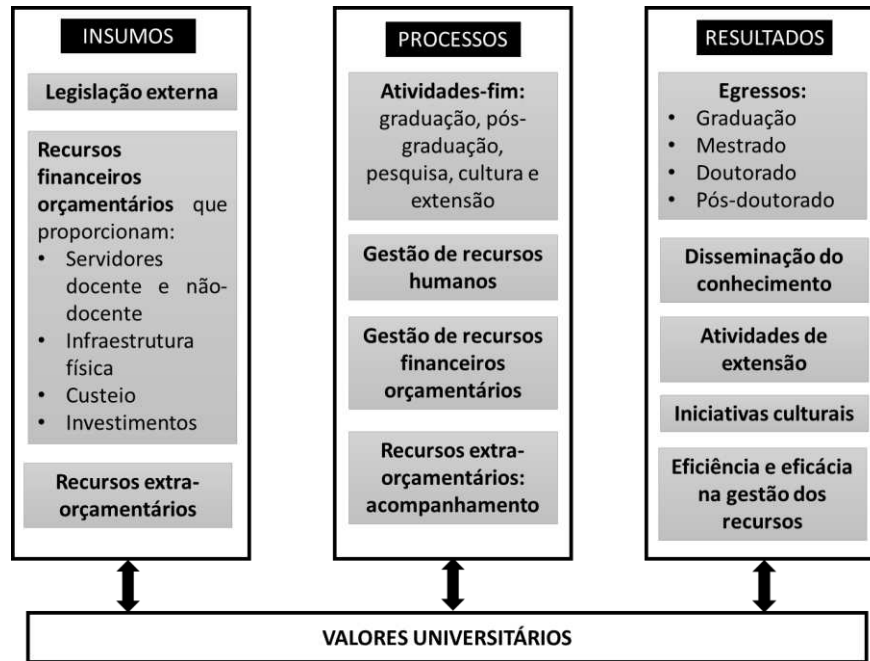 INSUMOS
Legislação externa
Recursos
financeiros
orçamentários que
proporcionam:
• Servidores
docente e não-
docente
• Infraestrutura
física
• Custeio
• Investimentos
Recursos extra-
orçamentários
PROCESSOS
Atividades-fim:
graduação, pós-
graduação,
pesquisa, cultura e
extensão
Gestão de recursos
humanos
Gestão de recursos
financeiros
orçamentários
Recursos extra-
orçamentários:
acompanhamento
RESULTADOS
Egressos:
• Graduação
• Mestrado
• Doutorado
• Pós-doutorado
Disseminação do
conhecimento
Atividades de
extensão
Iniciativas culturais
Eficiência e eficácia
na gestão dos
recursos
VALORES UNIVERSITÁRIOS